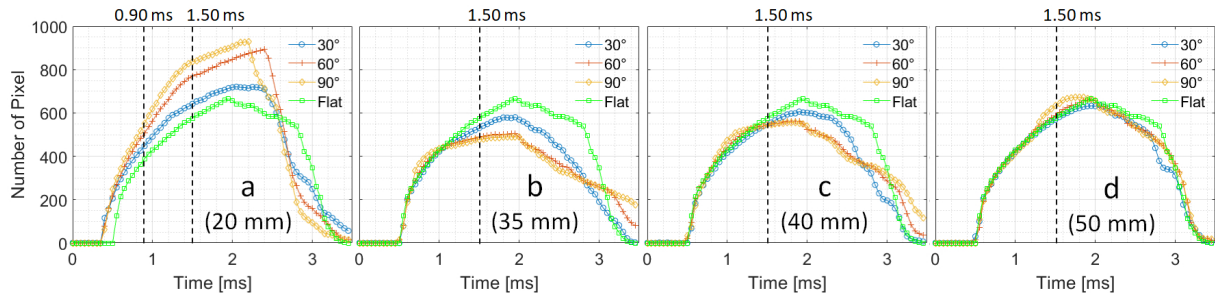 0.90 ms 1.50 ms 1.50 ms 1.50 ms 1.50 ms
1000
800
600
400
200
0
Number of Pixel
30°
60°
90°
Flat
a
(20 mm)
0 1 2 3
Time [ms]
30°
60°
90°
Flat
b
(35 mm)
0 1 2 3
Time [ms]
30°
60°
90°
Flat
c
(40 mm)
0 1 2 3
Time [ms]
30°
60°
90°
Flat
d
(50 mm)
0 1 2 3
Time [ms]